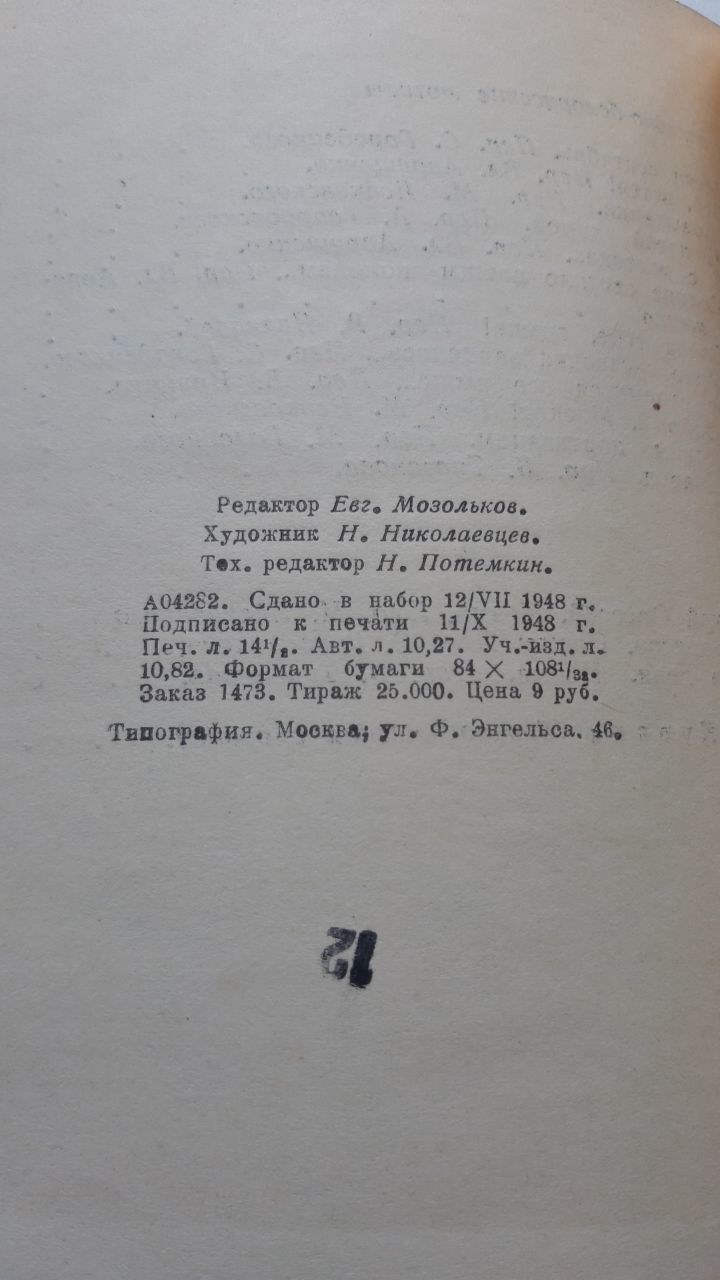 Редактор Евг. Мозольков.
Художник Н. Николаевцев.
Тех. редактор Н. Потемкин.
А04282. Сдано в набор 12/VII 1948 г.
Подписано к печати 11/X 1948 г.
Печ. л. 14¹/₈. Авт. л. 10,27. Уч.-изд. л.
10,82. Формат бумаги 84 × 108¹/₃₂.
Заказ 1473. Тираж 25.000. Цена 9 руб.
Типография. Москва, ул. Ф. Энгельса, 46.
12